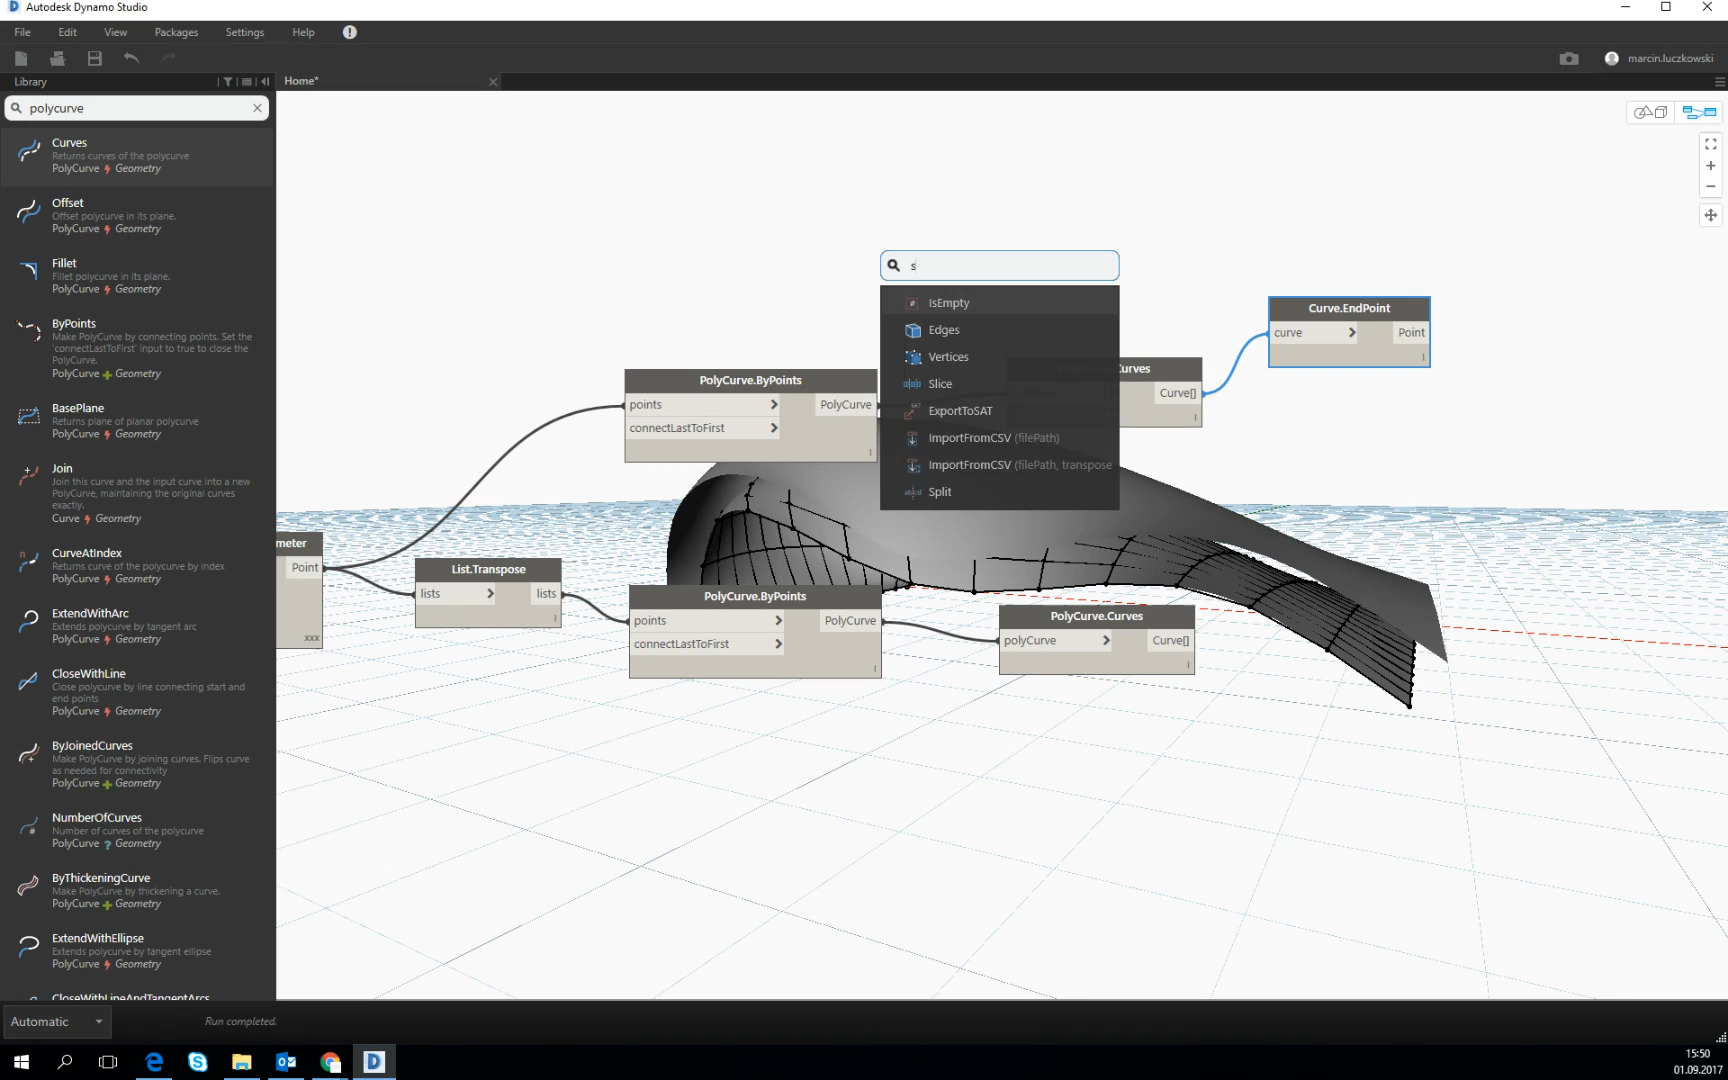 Autodesk Dynamo Studio
File Edit View Packages Settings Help
marcin.luczkowski
Library
Home*
polycurve
Curves
Returns curves of the polycurve
PolyCurve Geometry
Offset
Offset polycurve in its plane.
PolyCurve Geometry
Fillet
Fillet polycurve in its plane.
PolyCurve Geometry
ByPoints
Make PolyCurve by connecting points. Set the
'connectLastToFirst' input to true to close the
PolyCurve.
PolyCurve Geometry
BasePlane
Returns plane of planar polycurve
PolyCurve Geometry
Join
Join this curve and the input curve into a new
PolyCurve, maintaining the original curves
exactly.
Curve Geometry
CurveAtIndex
Returns curve of the polycurve by index
PolyCurve Geometry
ExtendWithArc
Extends polycurve by tangent arc
PolyCurve Geometry
CloseWithLine
Close polycurve by line connecting start and
end points
PolyCurve Geometry
ByJoinedCurves
Make PolyCurve by joining curves. Flips curve
as needed for connectivity
PolyCurve Geometry
NumberOfCurves
Number of curves of the polycurve
PolyCurve Geometry
ByThickeningCurve
Make PolyCurve by thickening a curve.
PolyCurve Geometry
ExtendWithEllipse
Extends polycurve by tangent ellipse
PolyCurve Geometry
CloseWithLineAndTangentArcs
s
IsEmpty
Edges
Vertices
Slice
ExportToSAT
ImportFromCSV (filePath)
ImportFromCSV (filePath, transpose
Split
Curve.EndPoint
curve > Point
PolyCurve.ByPoints
points > PolyCurve
connectLastToFirst >
urves
Curve[]
meter
Point
xxx
List.Transpose
lists > lists
PolyCurve.ByPoints
points > PolyCurve
connectLastToFirst >
PolyCurve.Curves
polyCurve > Curve[]
Automatic
Run completed.
15:50
01.09.2017